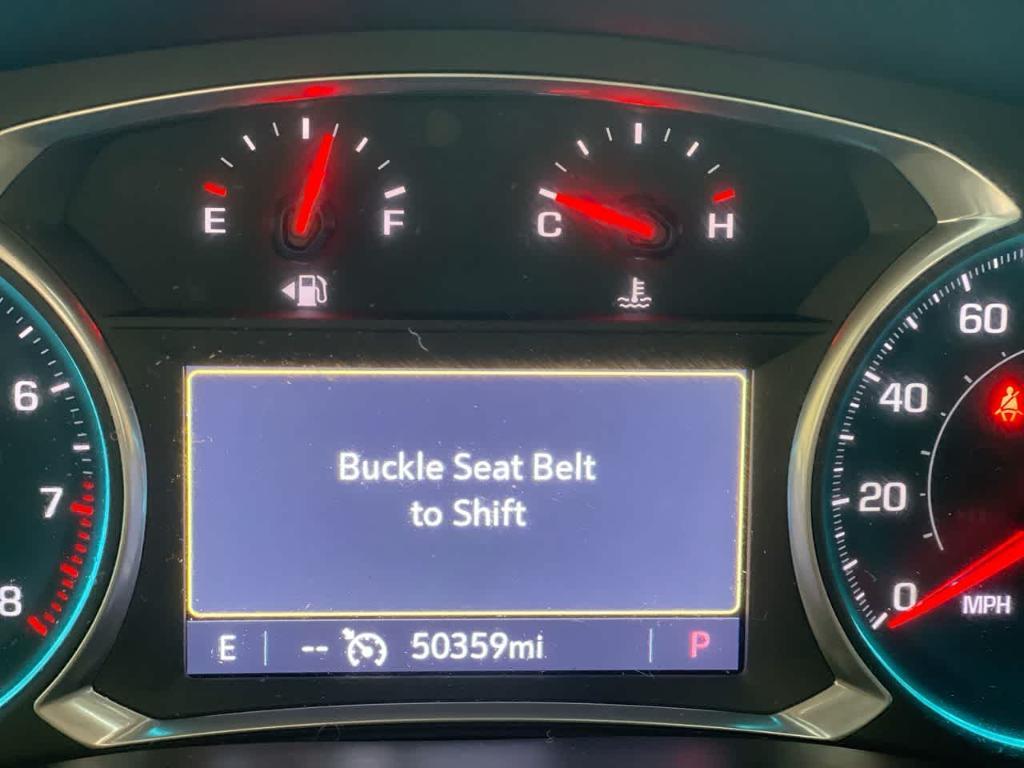 E F
C H
6
7
8
Buckle Seat Belt
to Shift
E -- 50359mi P
60
40
20
0 MPH